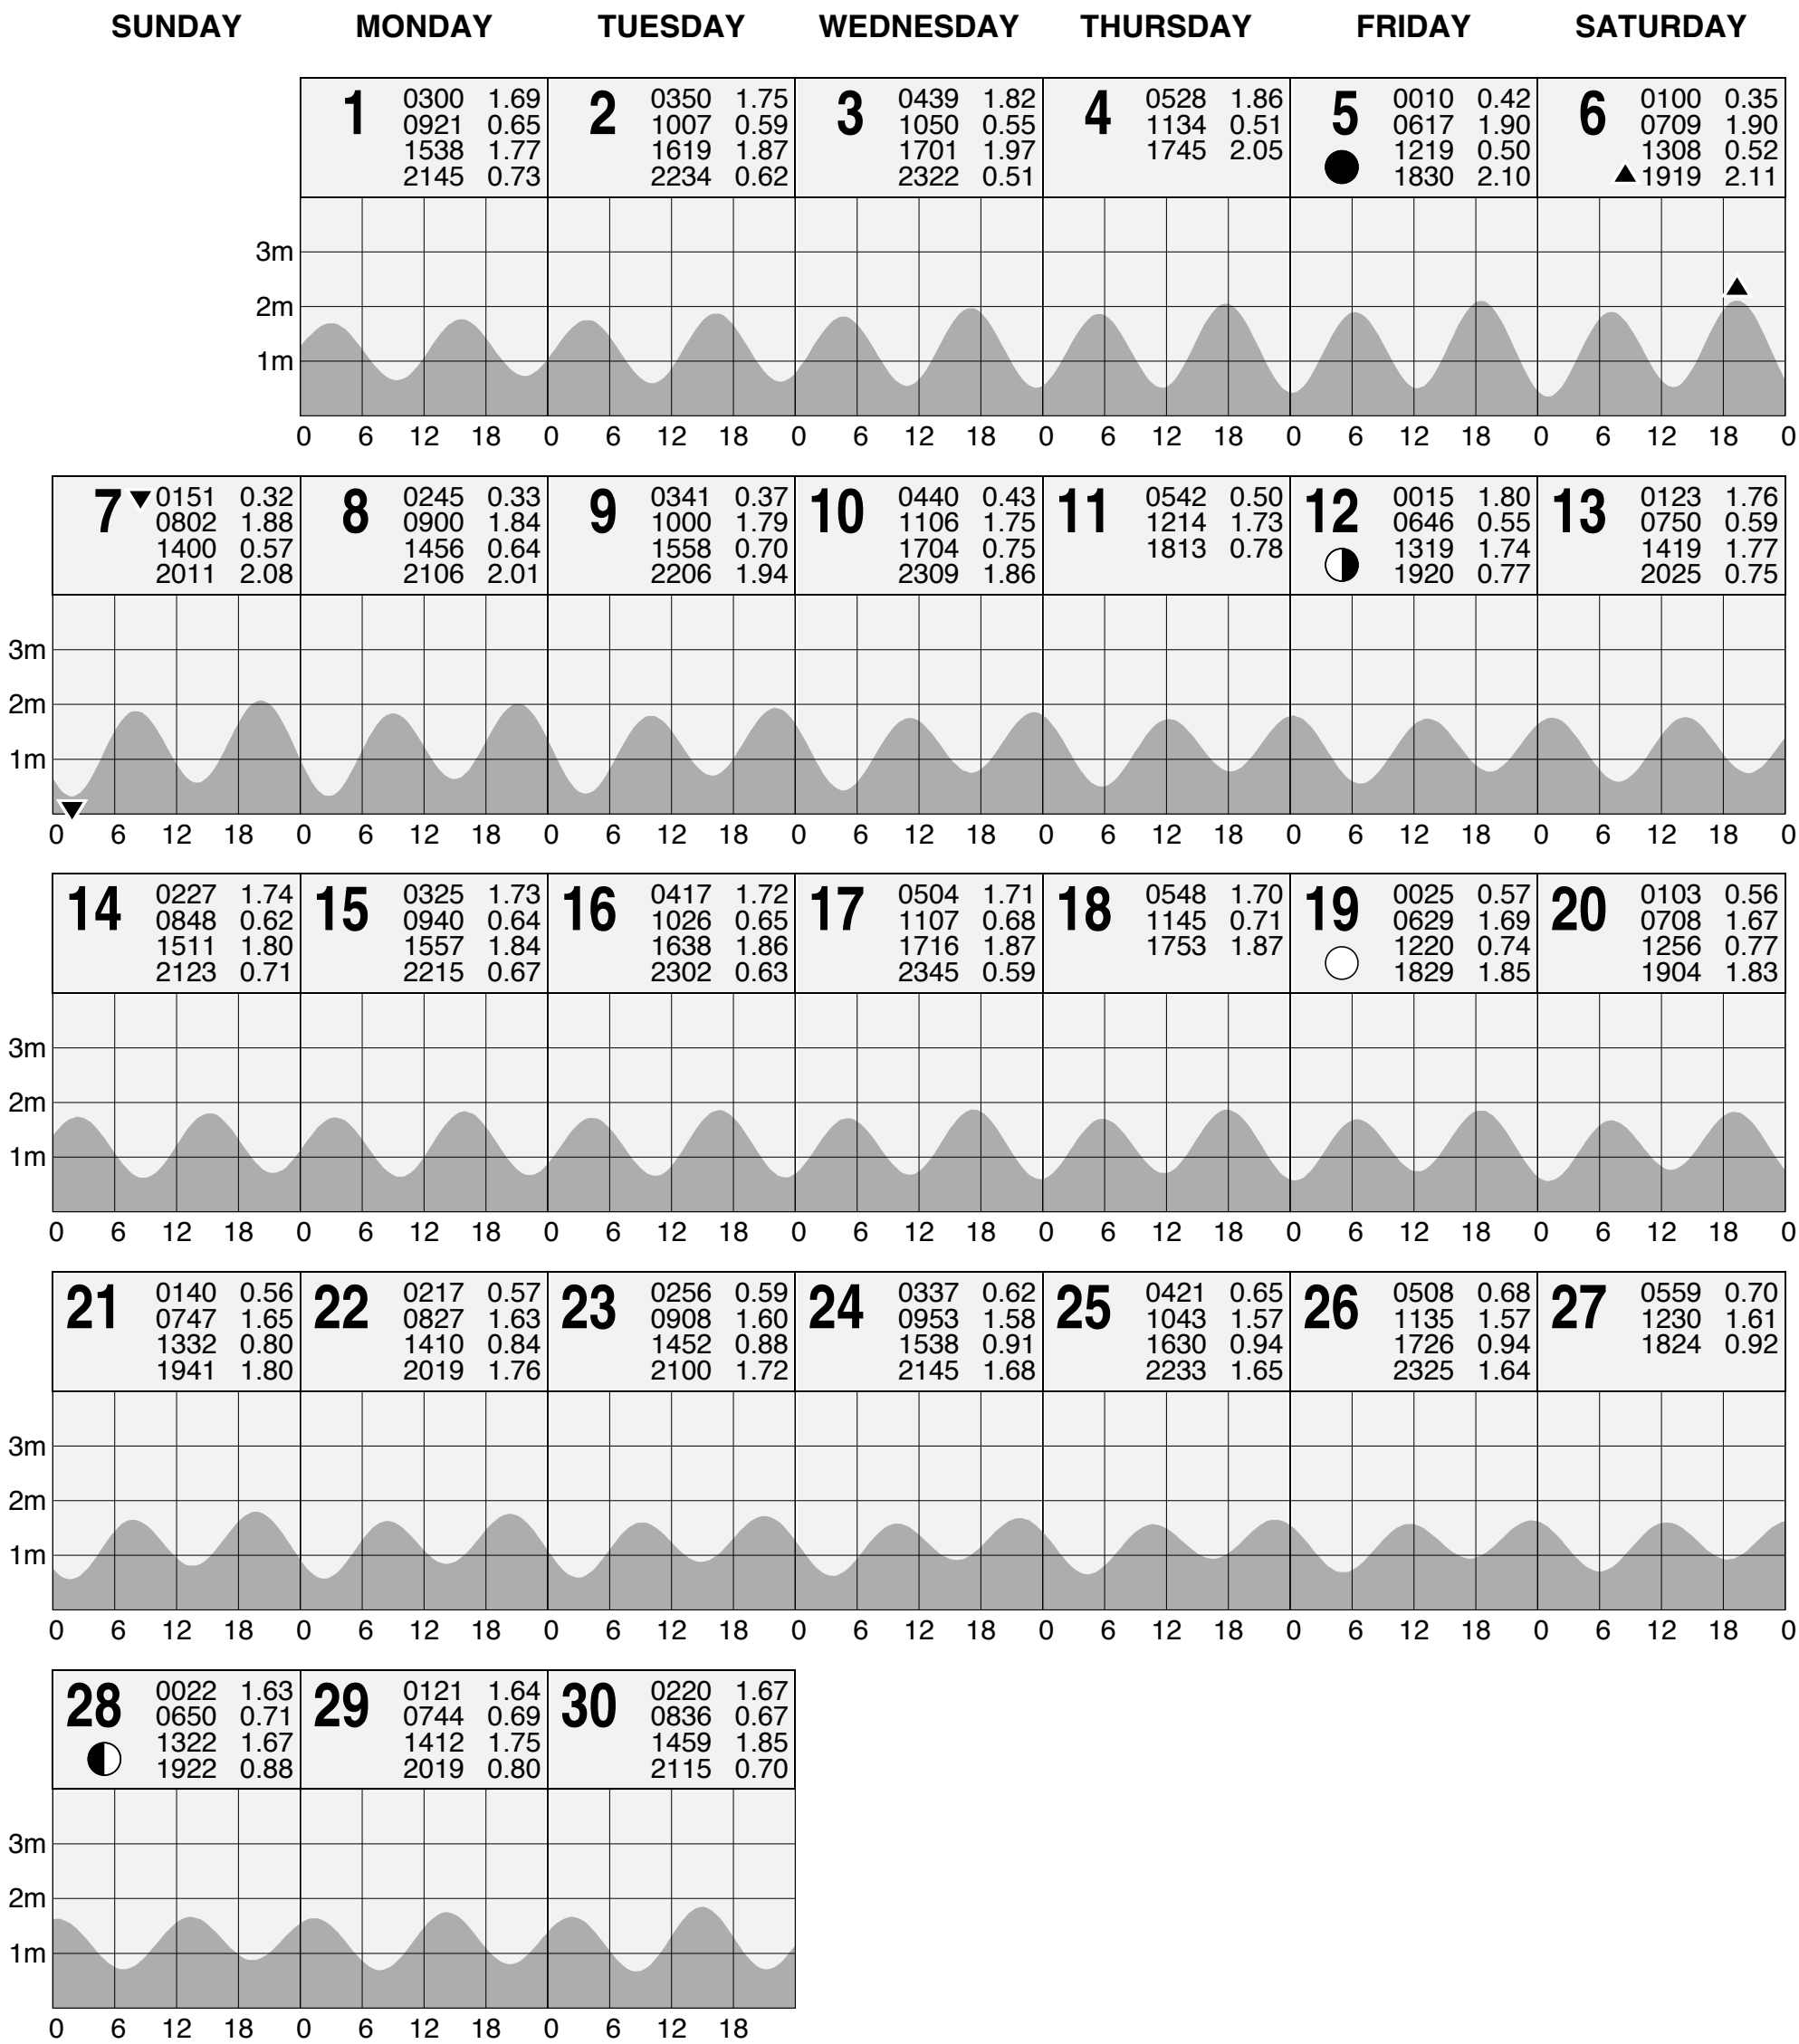 SUNDAY MONDAY TUESDAY WEDNESDAY THURSDAY FRIDAY SATURDAY
1 0300 1.69 2 0350 1.75 3 0439 1.82 4 0528 1.86 5 0010 0.42 6 0100 0.35
0921 0.65 1007 0.59 1050 0.55 1134 0.51 0617 1.90 0709 1.90
1538 1.77 1619 1.87 1701 1.97 1745 2.05 1219 0.50 1308 0.52
2145 0.73 2234 0.62 2322 0.51 1830 2.10 1919 2.11
3m
2m
1m
0 6 12 18 0 6 12 18 0 6 12 18 0 6 12 18 0 6 12 18 0 6 12 18 0
7 0151 0.32 8 0245 0.33 9 0341 0.37 10 0440 0.43 11 0542 0.50 12 0015 1.80 13 0123 1.76
0802 1.88 0900 1.84 1000 1.79 1106 1.75 1214 1.73 0646 0.55 0750 0.59
1400 0.57 1456 0.64 1558 0.70 1704 0.75 1813 0.78 1319 1.74 1419 1.77
2011 2.08 2106 2.01 2206 1.94 2309 1.86 1920 0.77 2025 0.75
3m
2m
1m
0 6 12 18 0 6 12 18 0 6 12 18 0 6 12 18 0 6 12 18 0 6 12 18 0 6 12 18 0
14 0227 1.74 15 0325 1.73 16 0417 1.72 17 0504 1.71 18 0548 1.70 19 0025 0.57 20 0103 0.56
0848 0.62 0940 0.64 1026 0.65 1107 0.68 1145 0.71 0629 1.69 0708 1.67
1511 1.80 1557 1.84 1638 1.86 1716 1.87 1753 1.87 1220 0.74 1256 0.77
2123 0.71 2215 0.67 2302 0.63 2345 0.59 1829 1.85 1904 1.83
3m
2m
1m
0 6 12 18 0 6 12 18 0 6 12 18 0 6 12 18 0 6 12 18 0 6 12 18 0 6 12 18 0
21 0140 0.56 22 0217 0.57 23 0256 0.59 24 0337 0.62 25 0421 0.65 26 0508 0.68 27 0559 0.70
0747 1.65 0827 1.63 0908 1.60 0953 1.58 1043 1.57 1135 1.57 1230 1.61
1332 0.80 1410 0.84 1452 0.88 1538 0.91 1630 0.94 1726 0.94 1824 0.92
1941 1.80 2019 1.76 2100 1.72 2145 1.68 2233 1.65 2325 1.64
3m
2m
1m
0 6 12 18 0 6 12 18 0 6 12 18 0 6 12 18 0 6 12 18 0 6 12 18 0 6 12 18 0
28 0022 1.63 29 0121 1.64 30 0220 1.67
0650 0.71 0744 0.69 0836 0.67
1322 1.67 1412 1.75 1459 1.85
1922 0.88 2019 0.80 2115 0.70
3m
2m
1m
0 6 12 18 0 6 12 18 0 6 12 18